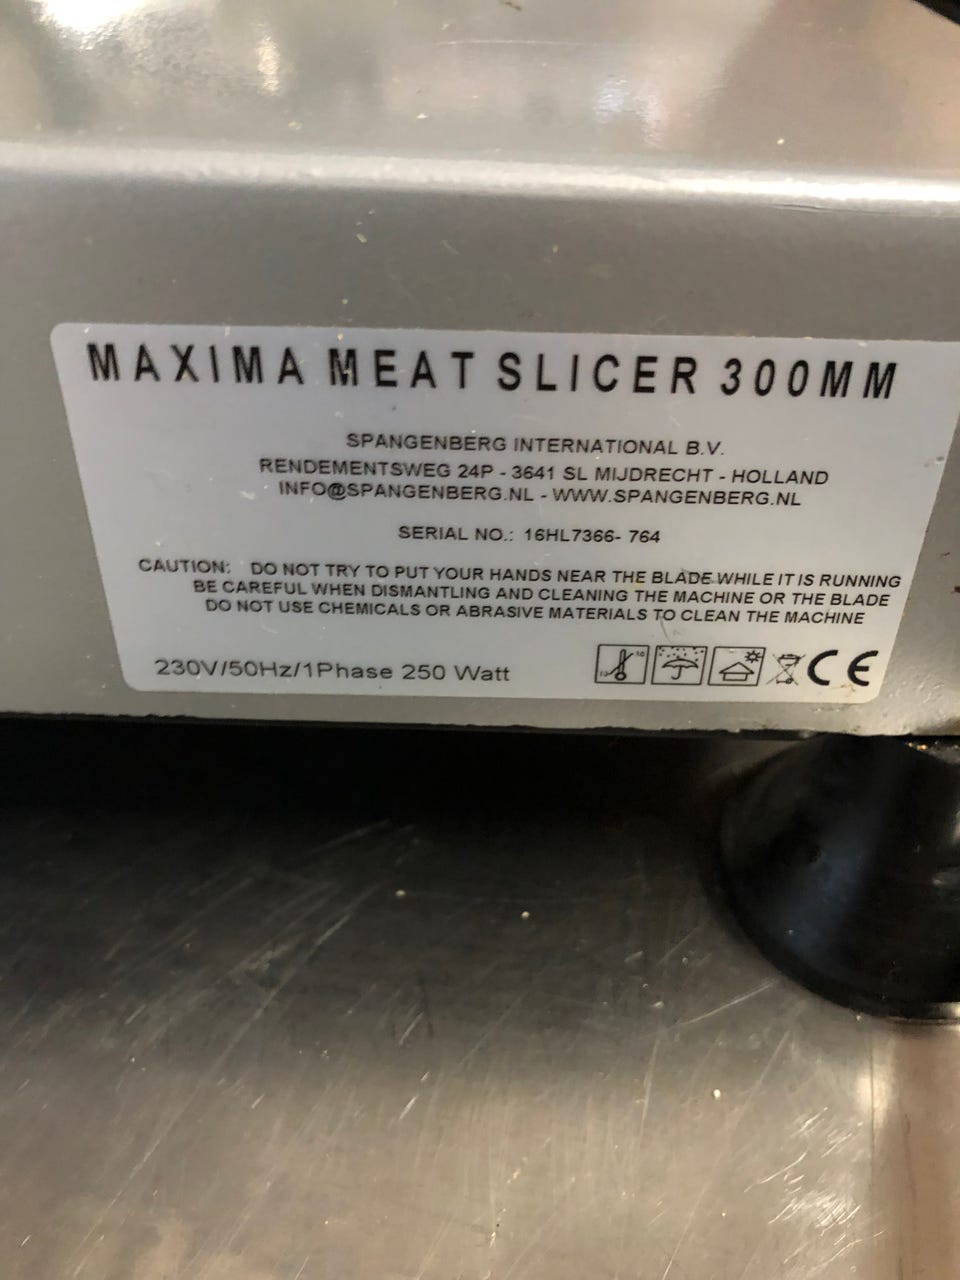 MAXIMA MEAT SLICER 300MM
SPANGENBERG INTERNATIONAL B.V.
RENDEMENTSWEG 24P - 3641 SL MIJDRECHT - HOLLAND
INFO@SPANGENBERG.NL - WWW.SPANGENBERG.NL
SERIAL NO.: 16HL7366- 764
CAUTION: DO NOT TRY TO PUT YOUR HANDS NEAR THE BLADE WHILE IT IS RUNNING
BE CAREFUL WHEN DISMANTLING AND CLEANING THE MACHINE OR THE BLADE
DO NOT USE CHEMICALS OR ABRASIVE MATERIALS TO CLEAN THE MACHINE
230V/50Hz/1Phase 250 Watt CE